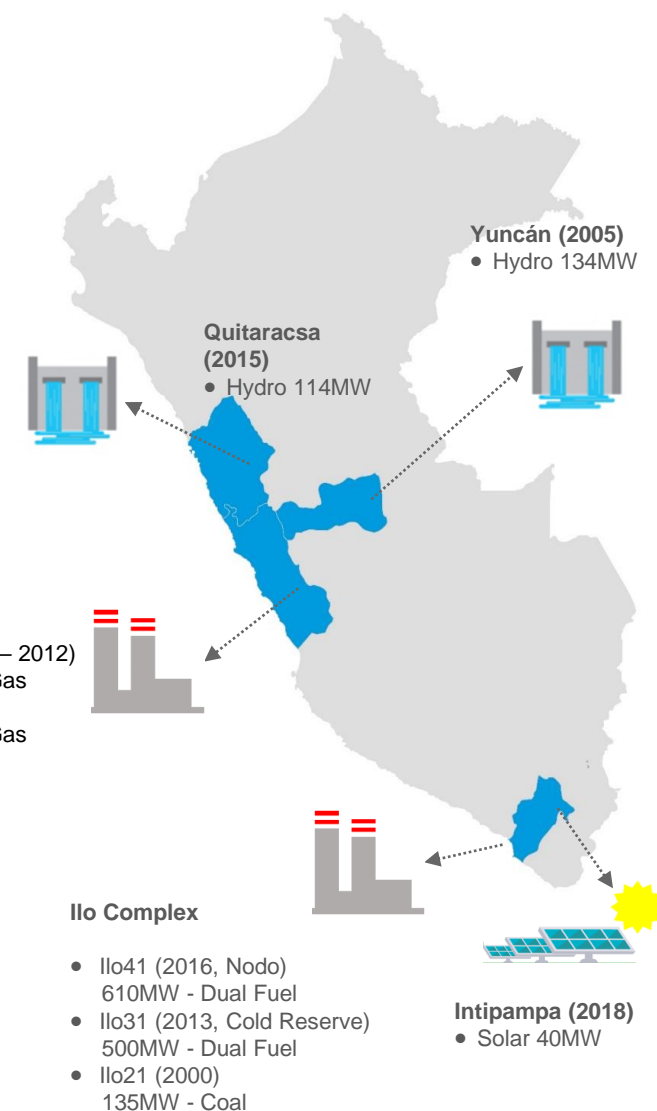 Yuncán (2005)
• Hydro 134MW
Quitaracsa
(2015)
• Hydro 114MW
– 2012)
Gas
Gas
Ilo Complex
• Ilo41 (2016, Nodo)
610MW - Dual Fuel
• Ilo31 (2013, Cold Reserve)
500MW - Dual Fuel
• Ilo21 (2000)
135MW - Coal
Intipampa (2018)
• Solar 40MW